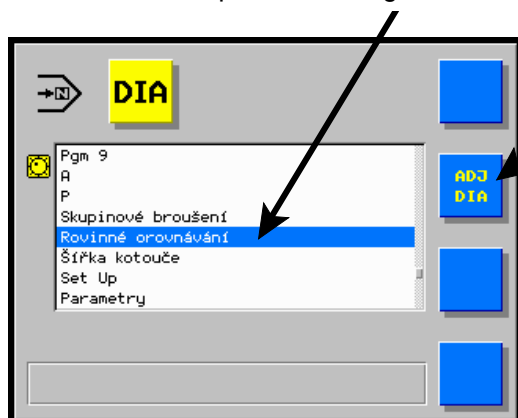 DIA
N
Pgm 9
A
P
Skupinové broušení
Rovinné orovnávání
Šířka kotouče
Set Up
Parametry
ADJ
DIA